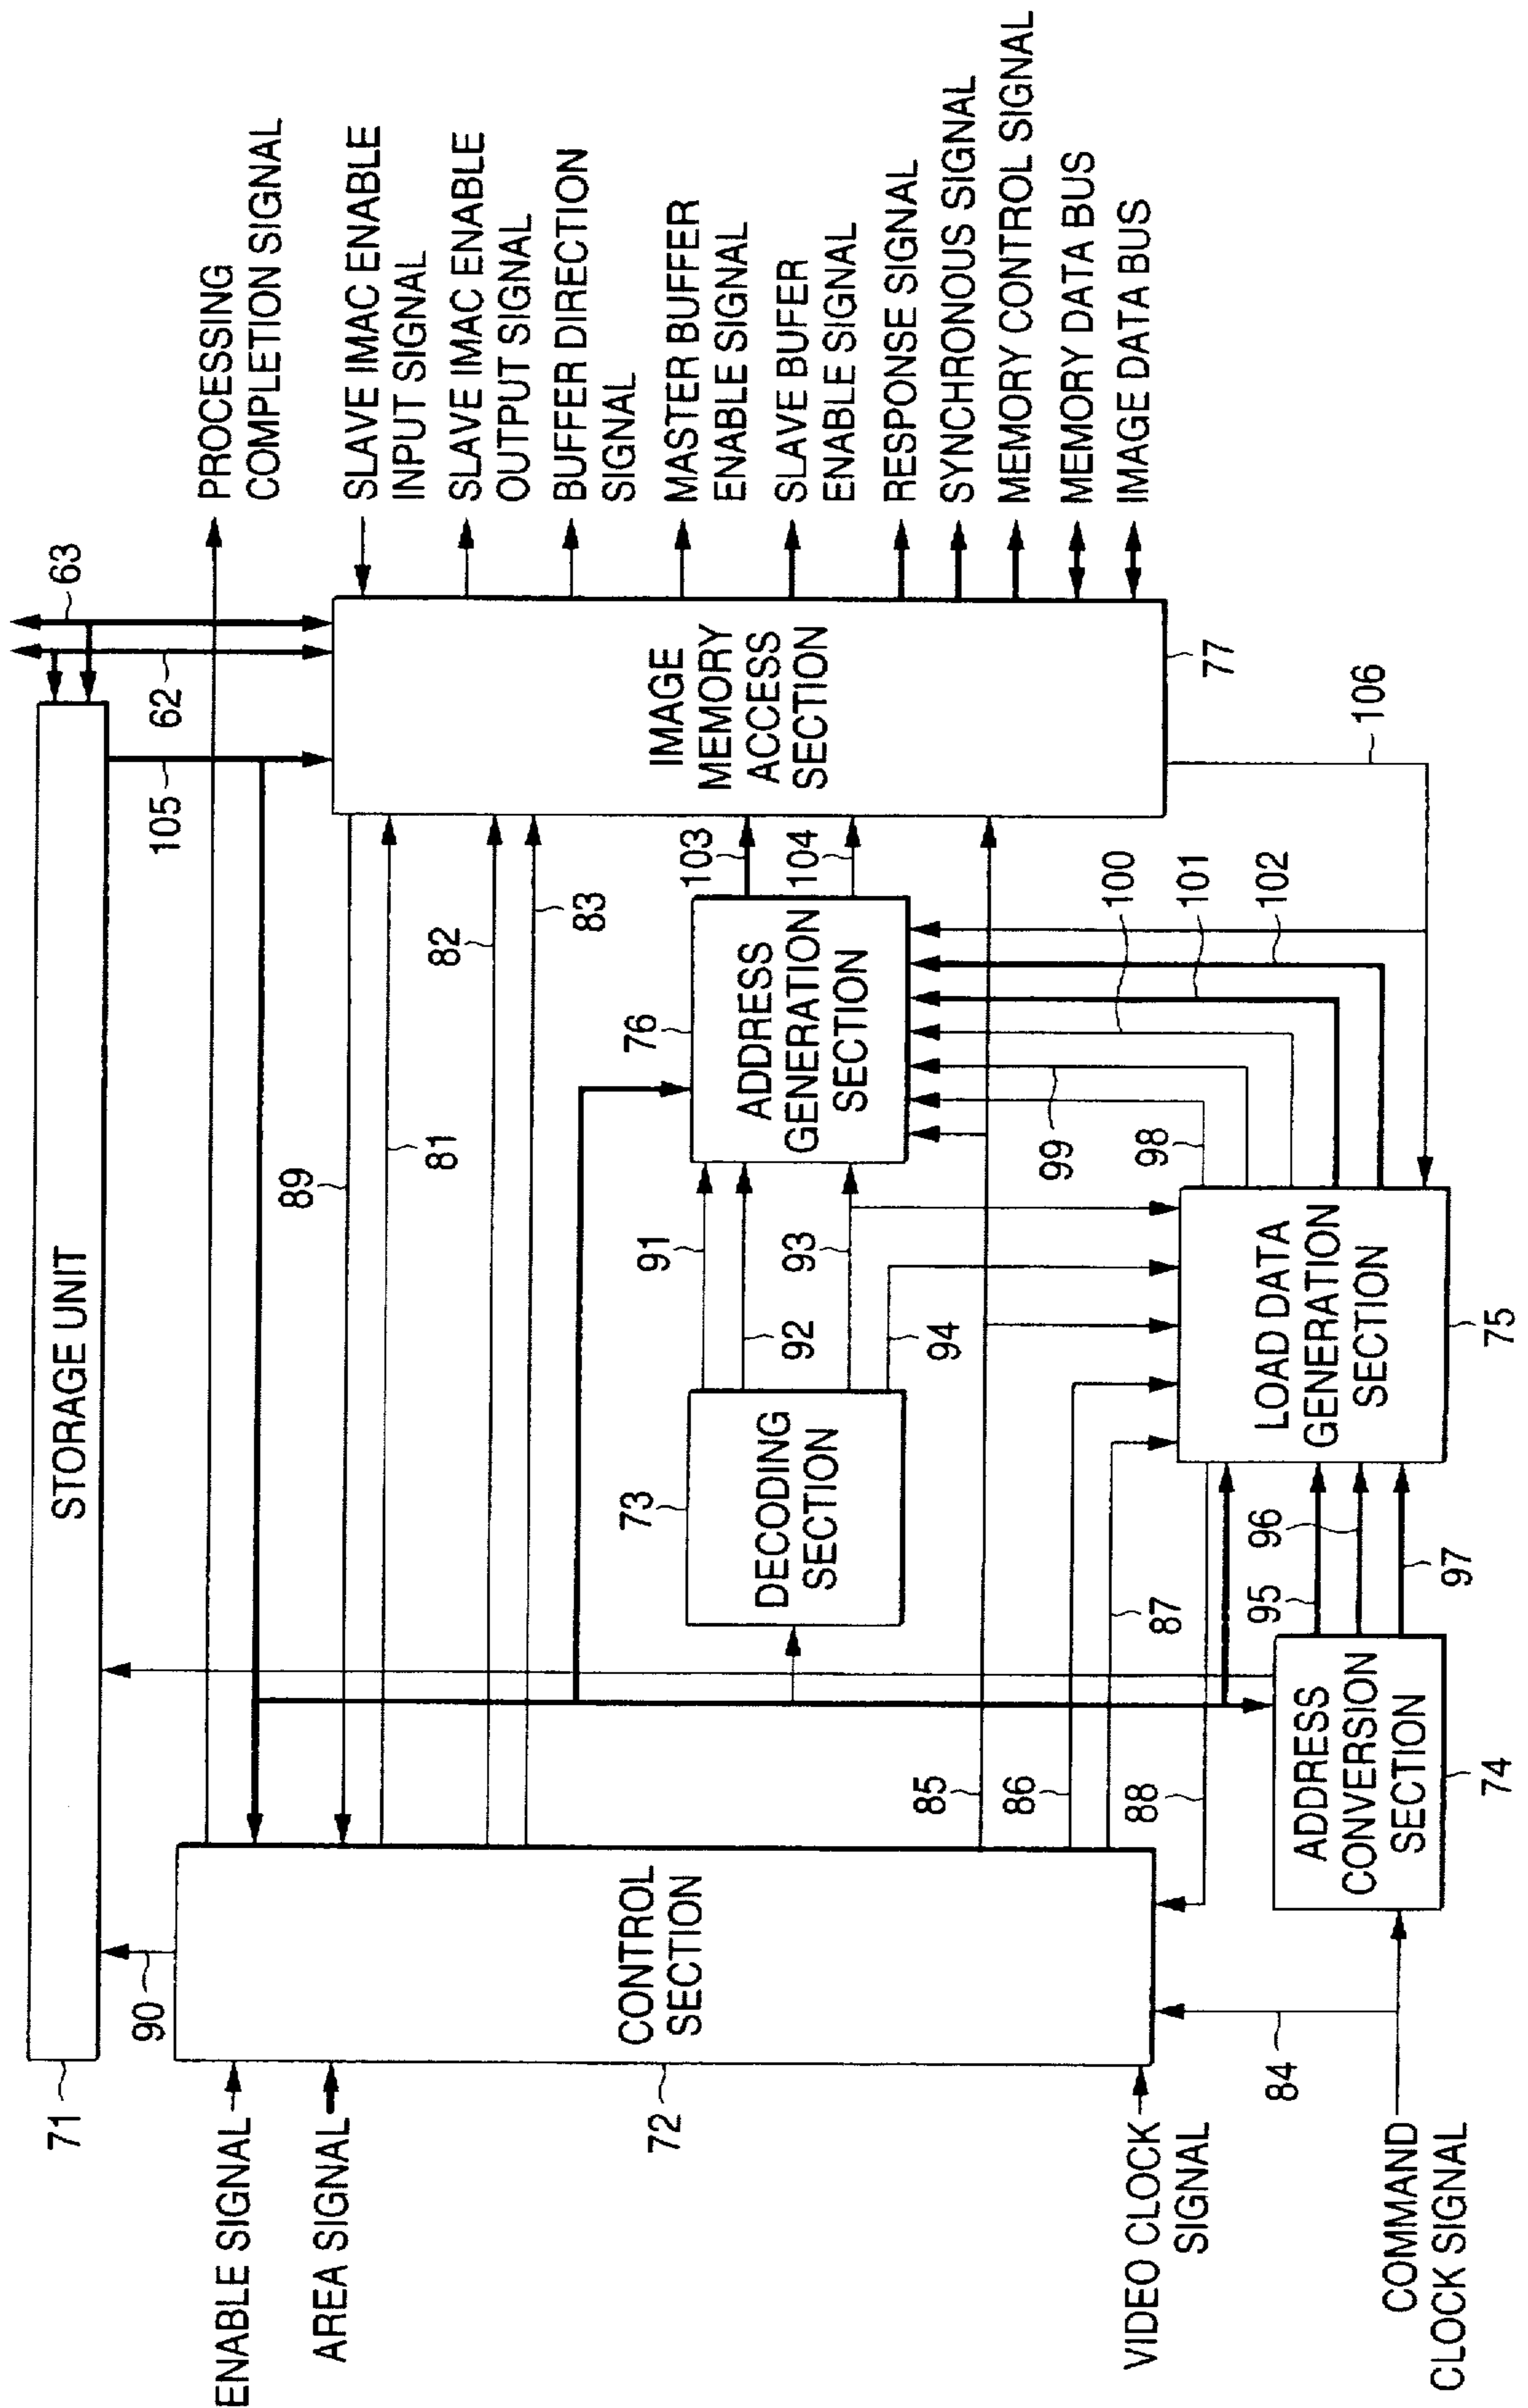 STORAGE UNIT
71
90
105
62
63
PROCESSING
COMPLETION SIGNAL
SLAVE IMAC ENABLE
INPUT SIGNAL
SLAVE IMAC ENABLE
OUTPUT SIGNAL
BUFFER DIRECTION
SIGNAL
MASTER BUFFER
ENABLE SIGNAL
SLAVE BUFFER
ENABLE SIGNAL
RESPONSE SIGNAL
SYNCHRONOUS SIGNAL
MEMORY CONTROL SIGNAL
MEMORY DATA BUS
IMAGE DATA BUS
ENABLE SIGNAL
AREA SIGNAL
VIDEO CLOCK
SIGNAL
COMMAND
CLOCK SIGNAL
CONTROL
SECTION
72
84
89
81
82
83
85
86
87
88
DECODING
SECTION
73
91
92
93
94
ADDRESS
GENERATION
SECTION
76
103
104
IMAGE
MEMORY
ACCESS
SECTION
77
106
98
99
100
101
102
LOAD DATA
GENERATION
SECTION
75
95
96
97
ADDRESS
CONVERSION
SECTION
74